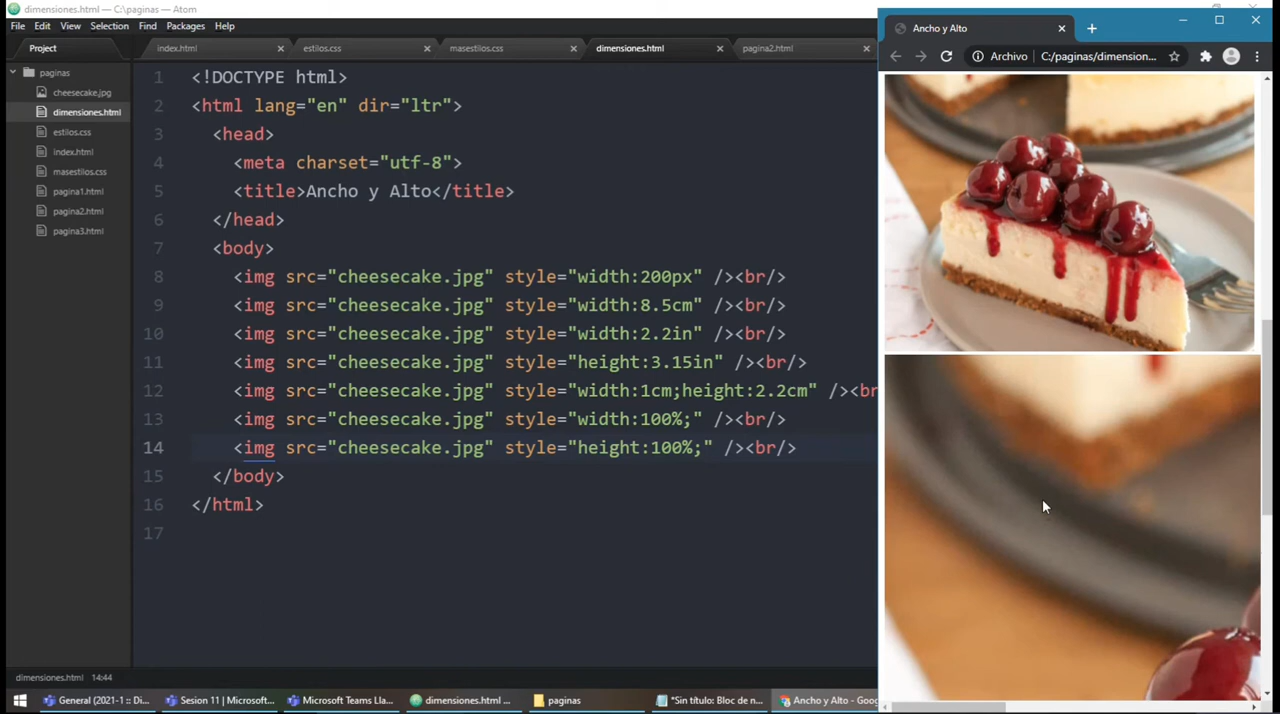 dimensiones.html — C:\paginas — Atom
File Edit View Selection Find Packages Help
Project
index.html
estilos.css
masestilos.css
dimensiones.html
pagina2.html
paginas
cheesecake.jpg
dimensiones.html
estilos.css
index.html
masestilos.css
pagina1.html
pagina2.html
pagina3.html
1 <!DOCTYPE html>
2 <html lang="en" dir="ltr">
3 <head>
4 <meta charset="utf-8">
5 <title>Ancho y Alto</title>
6 </head>
7 <body>
8 <img src="cheesecake.jpg" style="width:200px" /><br/>
9 <img src="cheesecake.jpg" style="width:8.5cm" /><br/>
10 <img src="cheesecake.jpg" style="width:2.2in" /><br/>
11 <img src="cheesecake.jpg" style="height:3.15in" /><br/>
12 <img src="cheesecake.jpg" style="width:1cm;height:2.2cm" /><br
13 <img src="cheesecake.jpg" style="width:100%;" /><br/>
14 <img src="cheesecake.jpg" style="height:100%;" /><br/>
15 </body>
16 </html>
17
Ancho y Alto
Archivo C:/paginas/dimension...
dimensiones.html 14:44
General (2021-1 :: Di...
Sesion 11 | Microsoft...
Microsoft Teams Lla...
dimensiones.html ...
paginas
*Sin título: Bloc de n...
Ancho y Alto - Goog